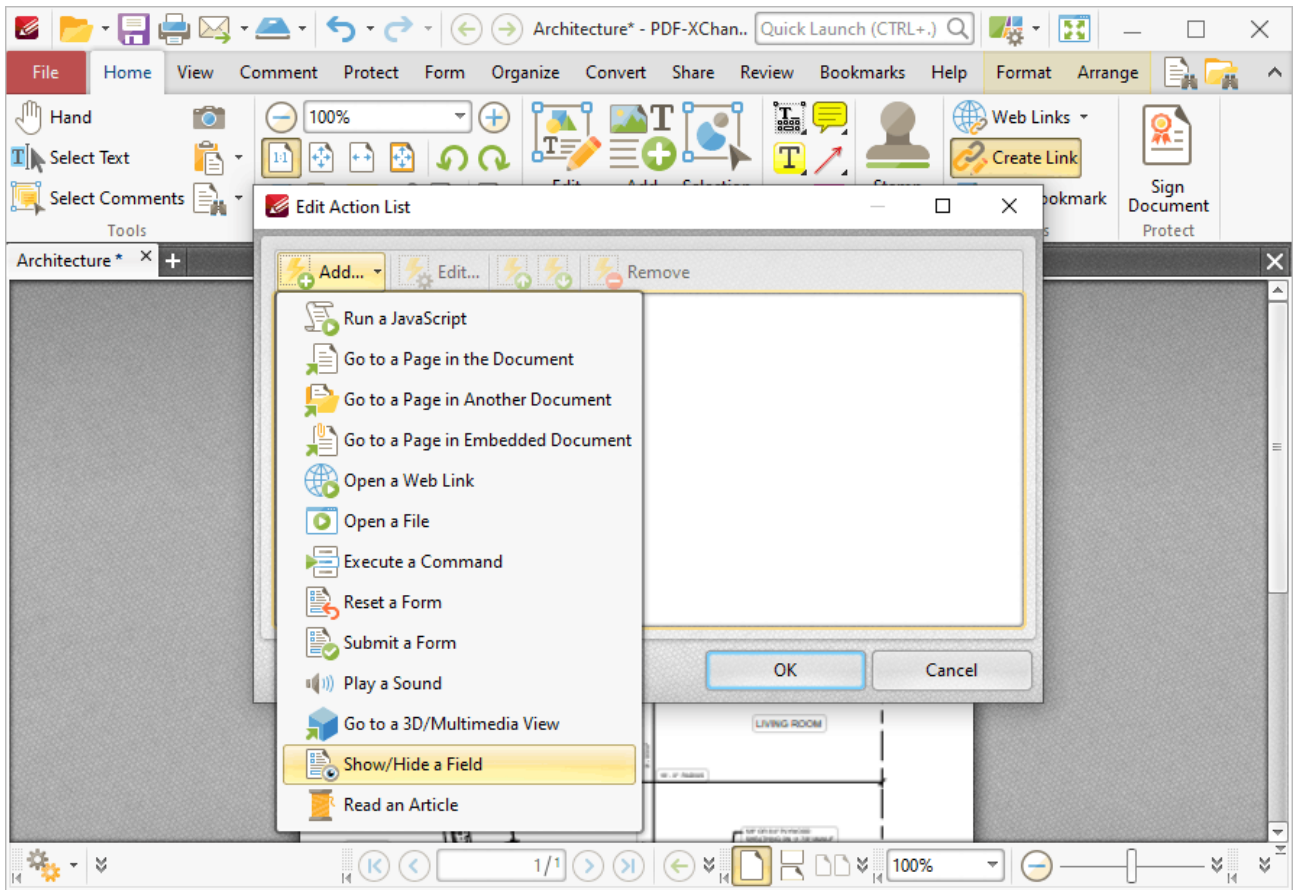 Architecture* - PDF-XChan..
Quick Launch (CTRL+.)
File Home View Comment Protect Form Organize Convert Share Review Bookmarks Help Format Arrange
Hand
100%
Web Links
Select Text
1:1
Create Link
Select Comments
Sign
Document
Tools
Protect
Edit Action List
Architecture *
Add...
Edit...
Remove
Run a JavaScript
Go to a Page in the Document
Go to a Page in Another Document
Go to a Page in Embedded Document
Open a Web Link
Open a File
Execute a Command
Reset a Form
Submit a Form
Play a Sound
Go to a 3D/Multimedia View
Show/Hide a Field
Read an Article
OK
Cancel
LIVING ROOM
1/1
100%